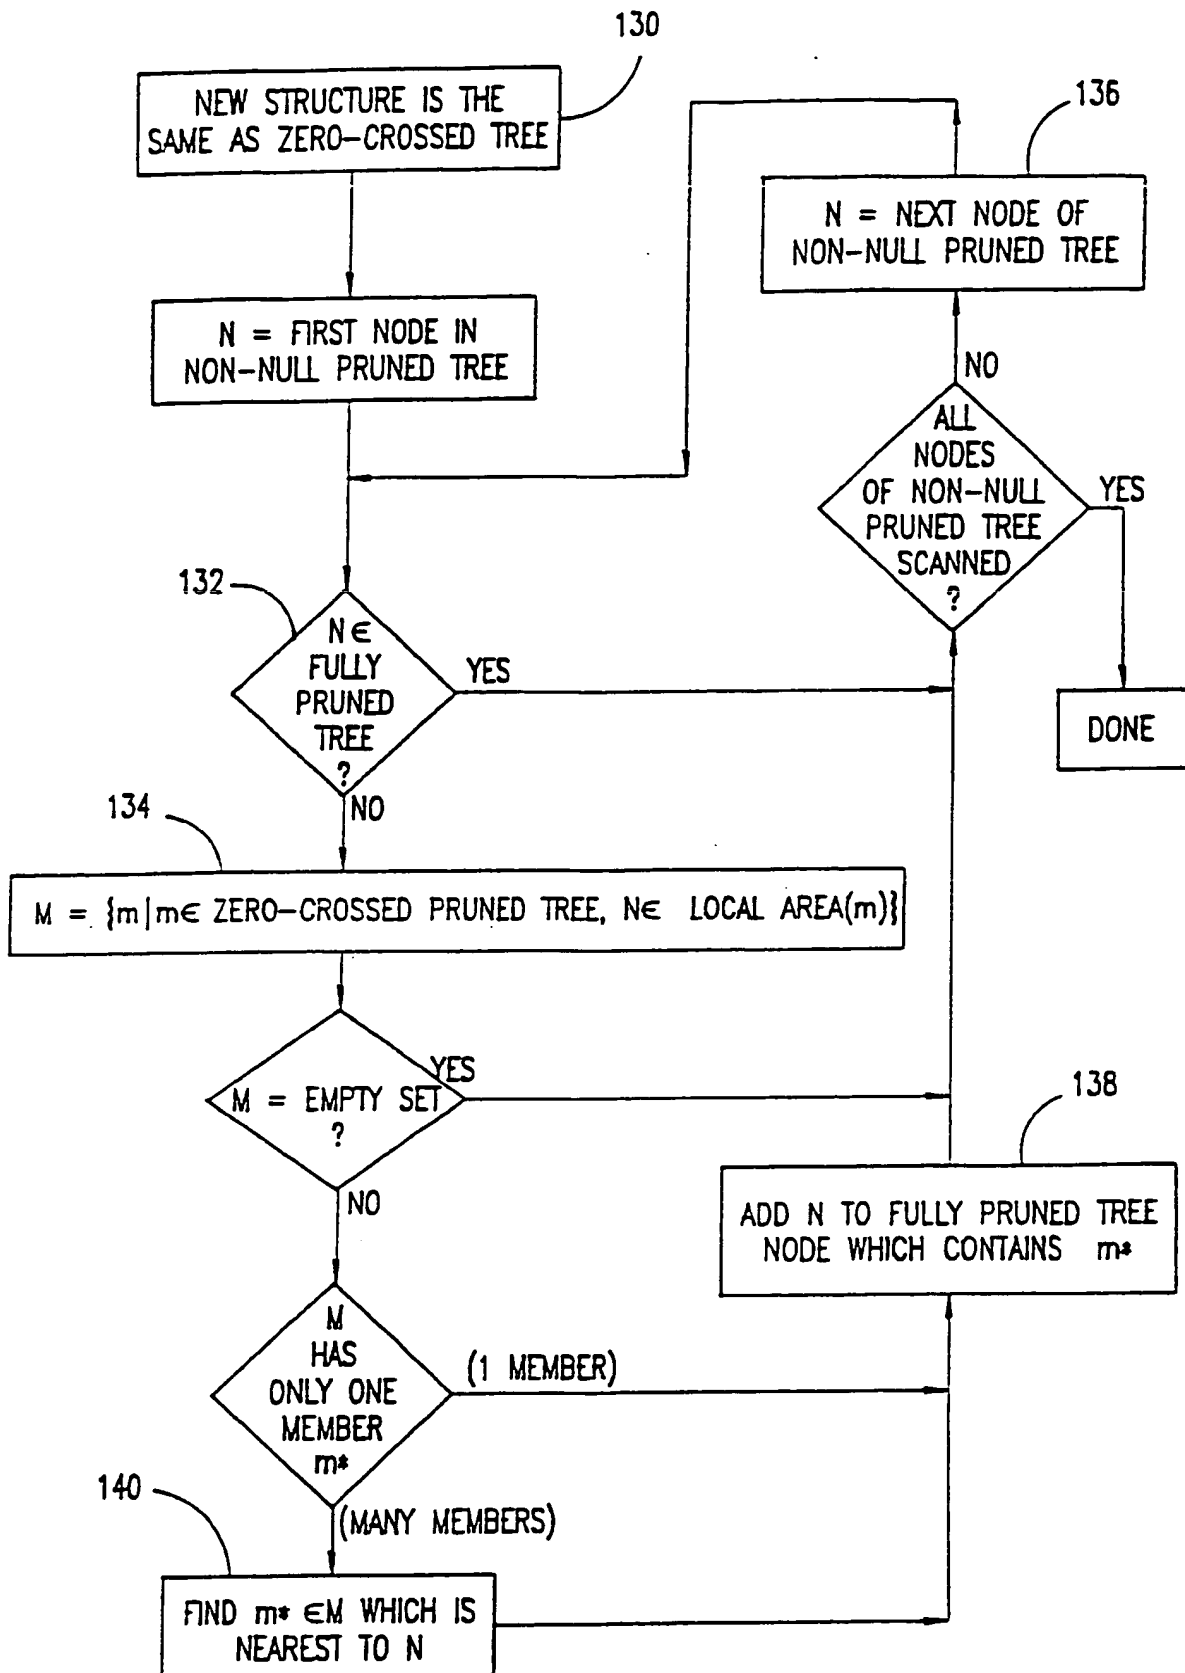 130
NEW STRUCTURE IS THE
SAME AS ZERO-CROSSED TREE
136
N = NEXT NODE OF
NON-NULL PRUNED TREE
N = FIRST NODE IN
NON-NULL PRUNED TREE
NO
ALL
NODES
OF NON-NULL
PRUNED TREE
SCANNED
?
YES
DONE
132
N∈
FULLY
PRUNED
TREE
?
YES
NO
134
M = {m|m∈ ZERO-CROSSED PRUNED TREE, N∈ LOCAL AREA(m)}
M = EMPTY SET
?
YES
NO
138
ADD N TO FULLY PRUNED TREE
NODE WHICH CONTAINS m*
M
HAS
ONLY ONE
MEMBER
m*
(1 MEMBER)
(MANY MEMBERS)
140
FIND m* ∈M WHICH IS
NEAREST TO N